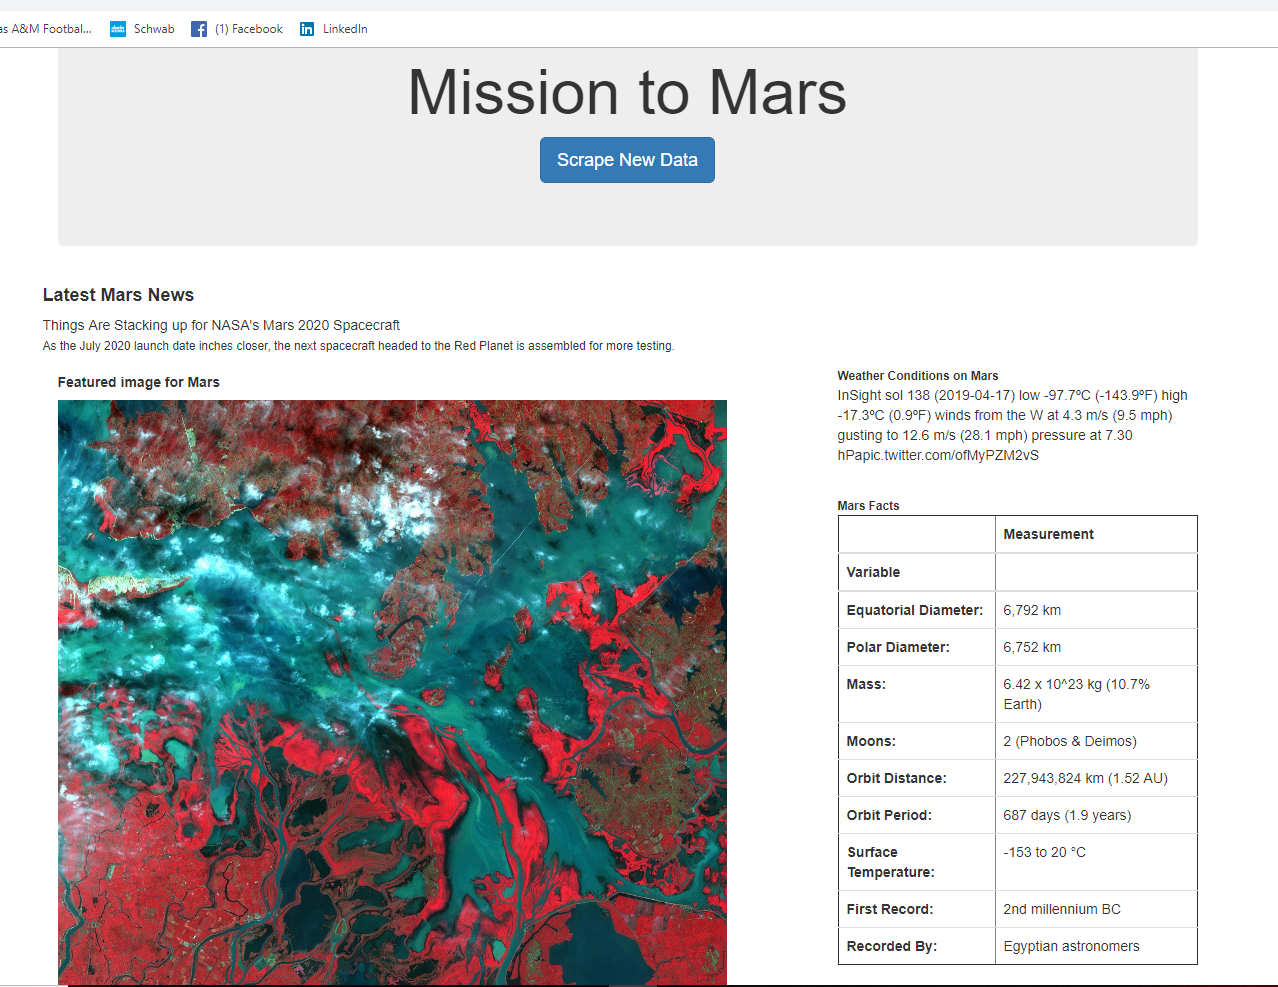 as A&M Footbal...
Schwab
(1) Facebook
LinkedIn
Mission to Mars
Scrape New Data
Latest Mars News
Things Are Stacking up for NASA's Mars 2020 Spacecraft
As the July 2020 launch date inches closer, the next spacecraft headed to the Red Planet is assembled for more testing.
Featured image for Mars
Weather Conditions on Mars
InSight sol 138 (2019-04-17) low -97.7ºC (-143.9ºF) high
-17.3ºC (0.9ºF) winds from the W at 4.3 m/s (9.5 mph)
gusting to 12.6 m/s (28.1 mph) pressure at 7.30
hPapic.twitter.com/ofMyPZM2vS
Mars Facts
Measurement
Variable
Equatorial Diameter: 6,792 km
Polar Diameter: 6,752 km
Mass: 6.42 x 10^23 kg (10.7%
Earth)
Moons: 2 (Phobos & Deimos)
Orbit Distance: 227,943,824 km (1.52 AU)
Orbit Period: 687 days (1.9 years)
Surface -153 to 20 °C
Temperature:
First Record: 2nd millennium BC
Recorded By: Egyptian astronomers